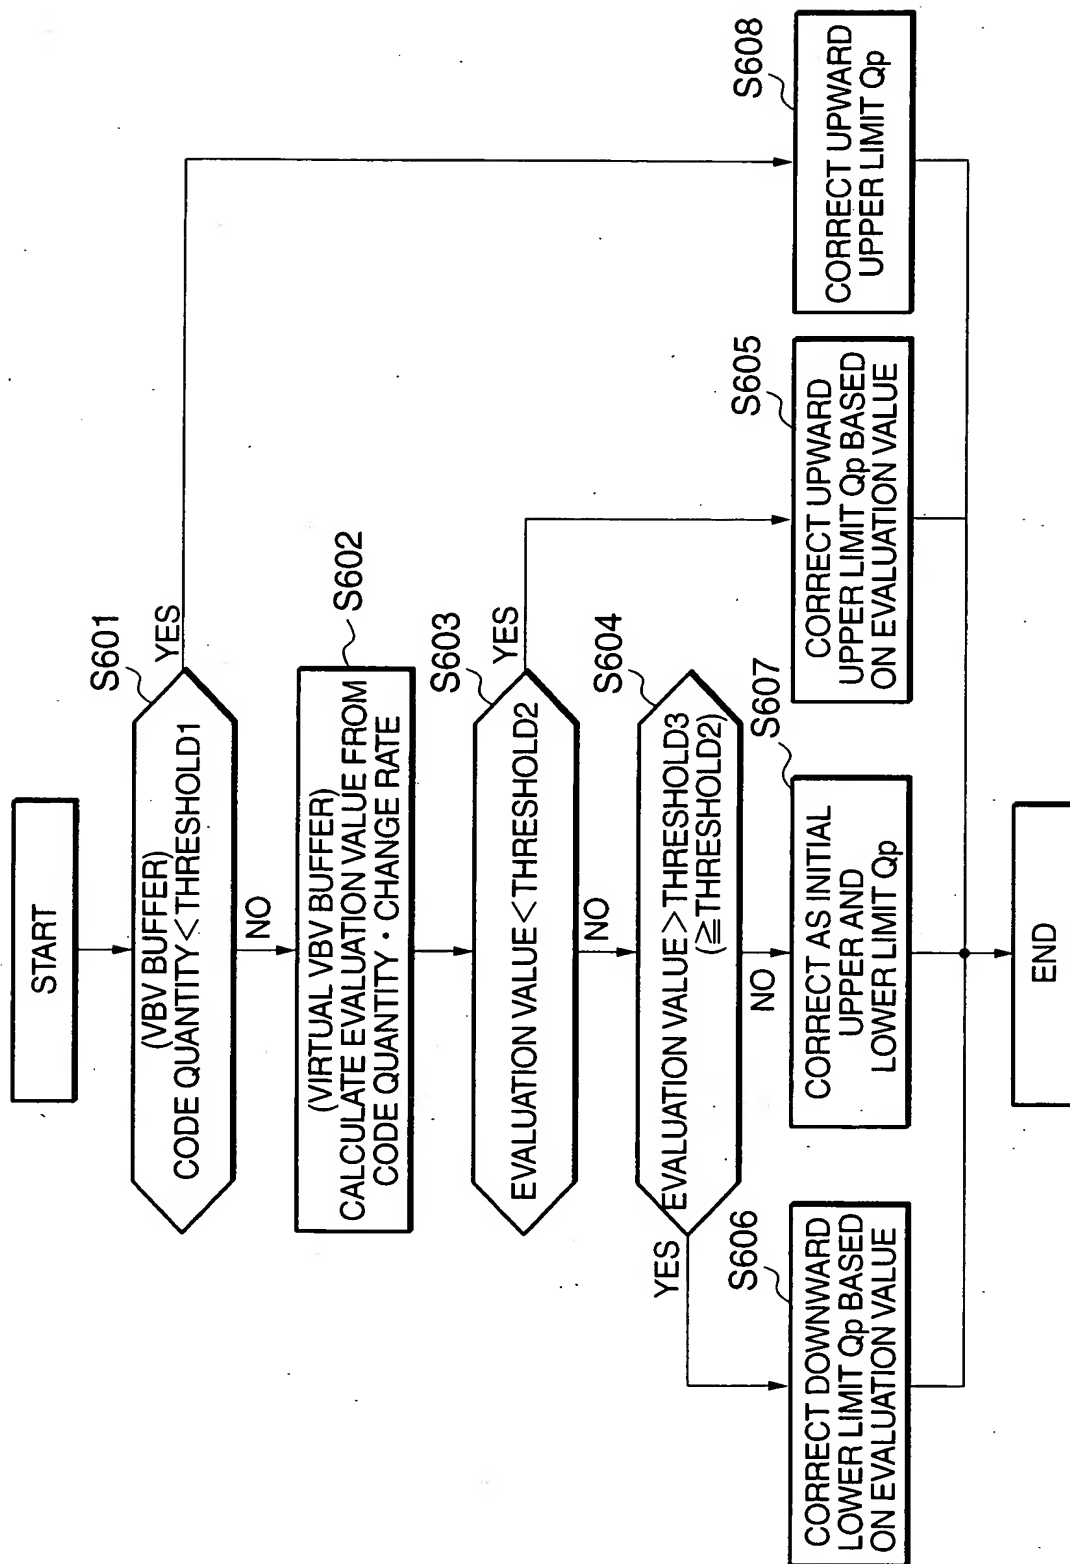 START
S601
(VBV BUFFER)
CODE QUANTITY<THRESHOLD1
YES
NO
S602
(VIRTUAL VBV BUFFER)
CALCULATE EVALUATION VALUE FROM
CODE QUANTITY・CHANGE RATE
S603
EVALUATION VALUE<THRESHOLD2
YES
NO
S604
EVALUATION VALUE>THRESHOLD3
(≧THRESHOLD2)
YES
NO
S606
CORRECT DOWNWARD
LOWER LIMIT Qp BASED
ON EVALUATION VALUE
S607
CORRECT AS INITIAL
UPPER AND
LOWER LIMIT Qp
S605
CORRECT UPWARD
UPPER LIMIT Qp BASED
ON EVALUATION VALUE
S608
CORRECT UPWARD
UPPER LIMIT Qp
END